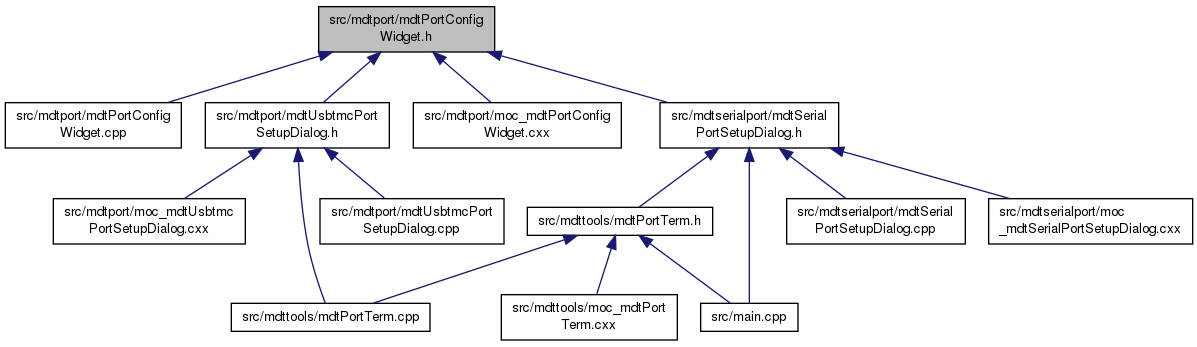 src/mdtport/mdtPortConfig
Widget.h
src/mdtport/mdtPortConfig
Widget.cpp
src/mdtport/mdtUsbtmcPort
SetupDialog.h
src/mdtport/moc_mdtPortConfig
Widget.cxx
src/mdtserialport/mdtSerial
PortSetupDialog.h
src/mdtport/moc_mdtUsbtmc
PortSetupDialog.cxx
src/mdtport/mdtUsbtmcPort
SetupDialog.cpp
src/mdttools/mdtPortTerm.h
src/mdtserialport/mdtSerial
PortSetupDialog.cpp
src/mdtserialport/moc
_mdtSerialPortSetupDialog.cxx
src/mdttools/mdtPortTerm.cpp
src/mdttools/moc_mdtPort
Term.cxx
src/main.cpp